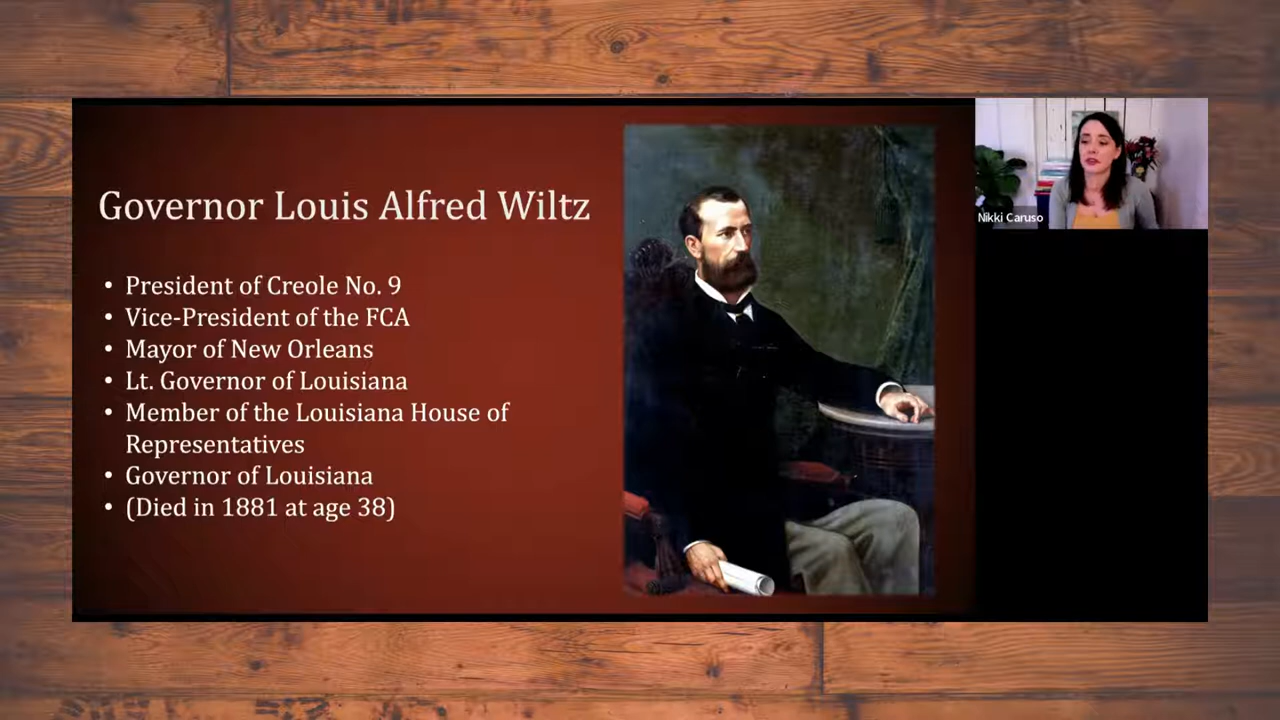 Governor Louis Alfred Wiltz
• President of Creole No. 9
• Vice-President of the FCA
• Mayor of New Orleans
• Lt. Governor of Louisiana
• Member of the Louisiana House of
Representatives
• Governor of Louisiana
• (Died in 1881 at age 38)
Nikki Caruso